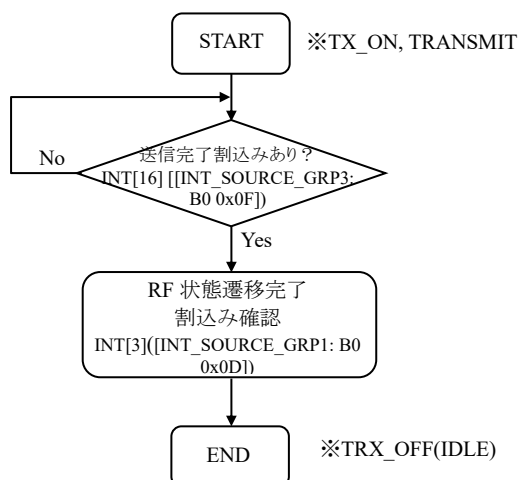 START
※TX_ON, TRANSMIT
送信完了割込みあり？
No
INT[16] [[INT_SOURCE_GRP3:
B0 0x0F])
Yes
RF 状態遷移完了
割込み確認
INT[3]([INT_SOURCE_GRP1: B0
0x0D])
END
※TRX_OFF(IDLE)